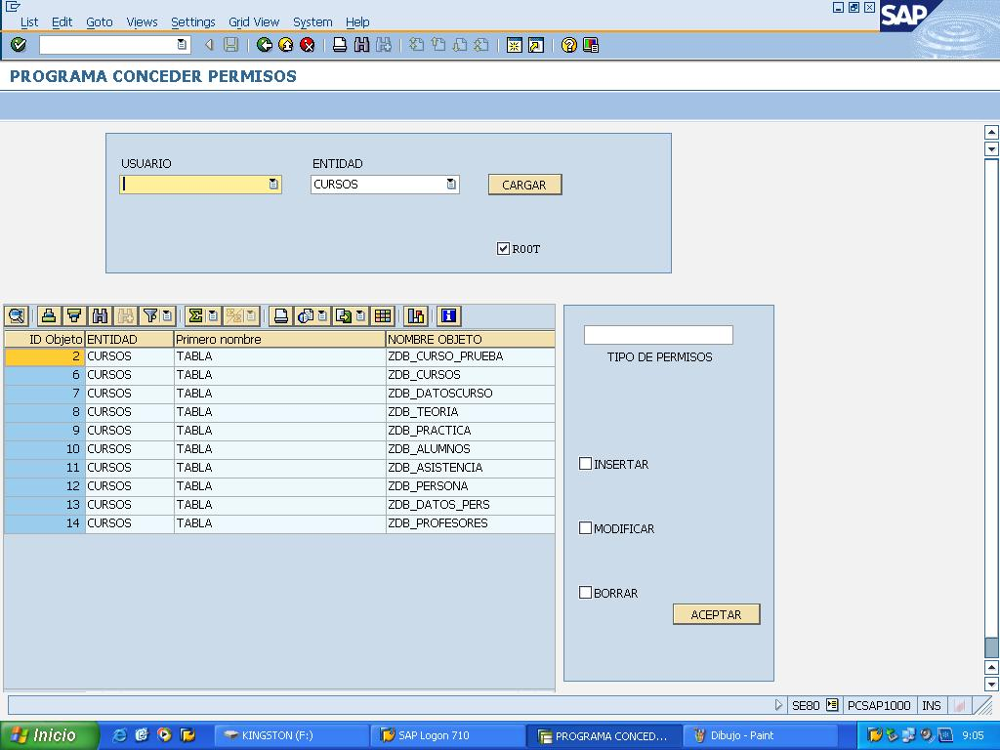 List Edit Goto Views Settings Grid View System Help
SAP
PROGRAMA CONCEDER PERMISOS
USUARIO ENTIDAD
CURSOS CARGAR
ROOT
ID Objeto ENTIDAD Primero nombre NOMBRE OBJETO
2 CURSOS TABLA ZDB_CURSO_PRUEBA
6 CURSOS TABLA ZDB_CURSOS
7 CURSOS TABLA ZDB_DATOSCURSO
8 CURSOS TABLA ZDB_TEORIA
9 CURSOS TABLA ZDB_PRACTICA
10 CURSOS TABLA ZDB_ALUMNOS
11 CURSOS TABLA ZDB_ASISTENCIA
12 CURSOS TABLA ZDB_PERSONA
13 CURSOS TABLA ZDB_DATOS_PERS
14 CURSOS TABLA ZDB_PROFESORES
TIPO DE PERMISOS
INSERTAR
MODIFICAR
BORRAR
ACEPTAR
SE80 PCSAP1000 INS
Inicio KINGSTON (F:) SAP Logon 710 PROGRAMA CONCED... Dibujo - Paint 9:05